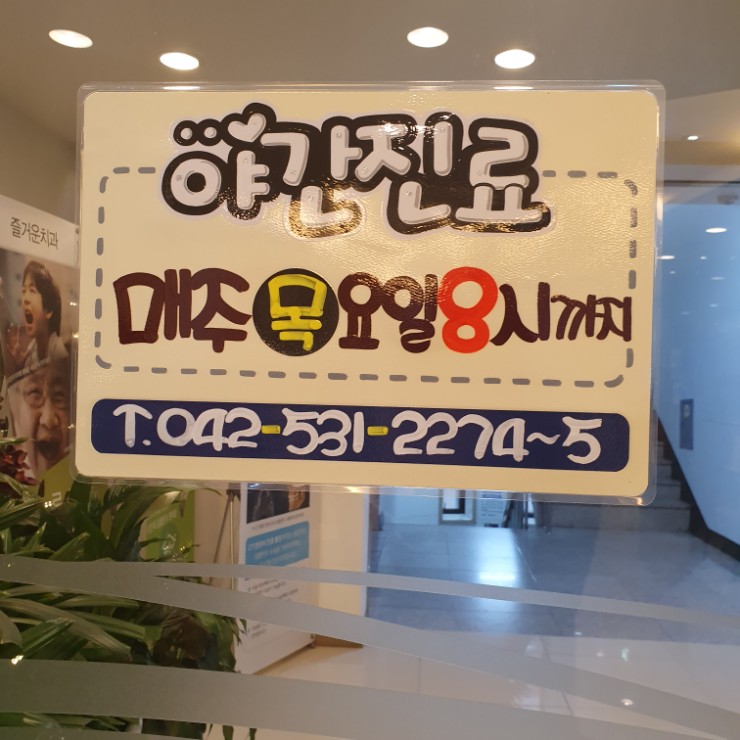 야간진료
매주 목요일 8시까지
T.042-531-2274~5
즐거운치과